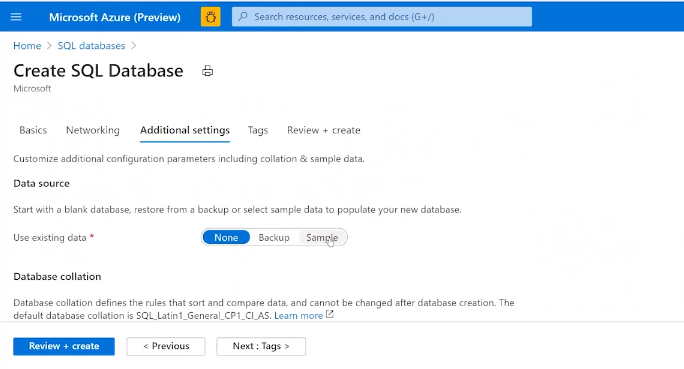 Microsoft Azure (Preview) Search resources, services, and docs (G+/)
Home > SQL databases >
Create SQL Database
Microsoft
Basics Networking Additional settings Tags Review + create
Customize additional configuration parameters including collation & sample data.
Data source
Start with a blank database, restore from a backup or select sample data to populate your new database.
Use existing data * None Backup Sample
Database collation
Database collation defines the rules that sort and compare data, and cannot be changed after database creation. The
default database collation is SQL_Latin1_General_CP1_CI_AS. Learn more
Review + create < Previous Next : Tags >